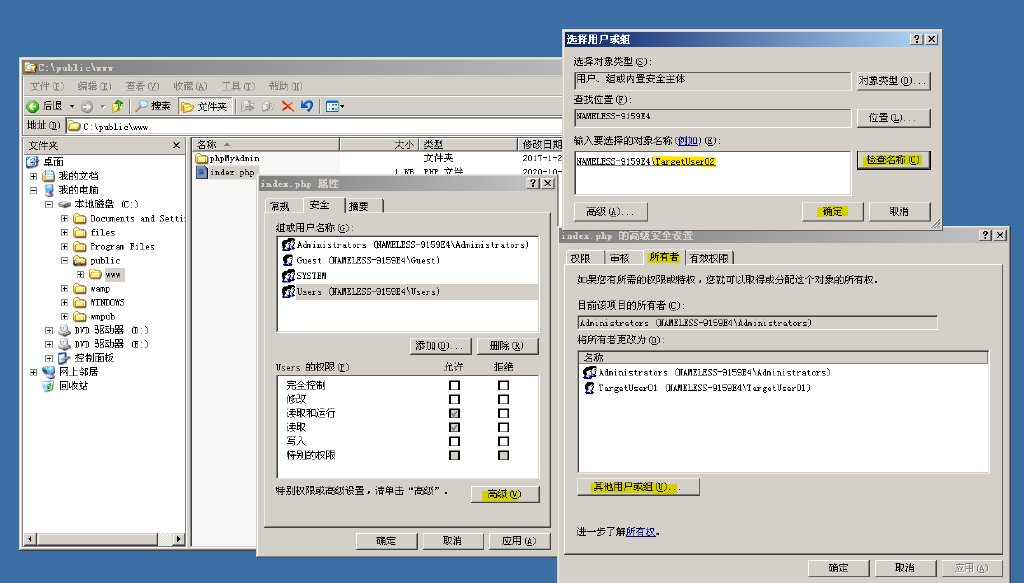 C:\public\www
文件(F) 编辑(E) 查看(V) 收藏(A) 工具(T) 帮助(H)
后退 搜索 文件夹
地址(D) C:\public\www
文件夹
桌面
我的文档
我的电脑
本地磁盘 (C:)
Documents and Setti
files
Program Files
public
www
wamp
WINDOWS
wmpub
DVD 驱动器 (D:)
DVD 驱动器 (E:)
控制面板
网上邻居
回收站
名称 大小 类型 修改日期
phpMyAdmin 文件夹 2017-1-2
index.php 1 KB PHP 文件 2020-10-
index.php 属性
常规 安全 摘要
组或用户名称(G):
Administrators (NAMELESS-9159E4\Administrators)
Guest (NAMELESS-9159E4\Guest)
SYSTEM
Users (NAMELESS-9159E4\Users)
添加(D)... 删除(R)
Users 的权限(P) 允许 拒绝
完全控制
修改
读取和运行
读取
写入
特别的权限
特别权限或高级设置，请单击“高级”。
高级(V)
确定 取消 应用(A)
选择用户或组
选择对象类型(S):
用户、组或内置安全主体
对象类型(O)...
查找位置(F):
NAMELESS-9159E4
位置(L)...
输入要选择的对象名称(例如)(E):
NAMELESS-9159E4\TargetUser02
检查名称(C)
高级(A)... 确定 取消
index.php 的高级安全设置
权限 审核 所有者 有效权限
如果您有所需的权限或特权，您就可以取得或分配这个对象的所有权。
目前该项目的所有者(C):
Administrators (NAMELESS-9159E4\Administrators)
将所有者更改为(O):
名称
Administrators (NAMELESS-9159E4\Administrators)
TargetUser01 (NAMELESS-9159E4\TargetUser01)
其他用户或组(U)...
进一步了解所有权。
确定 取消 应用(A)